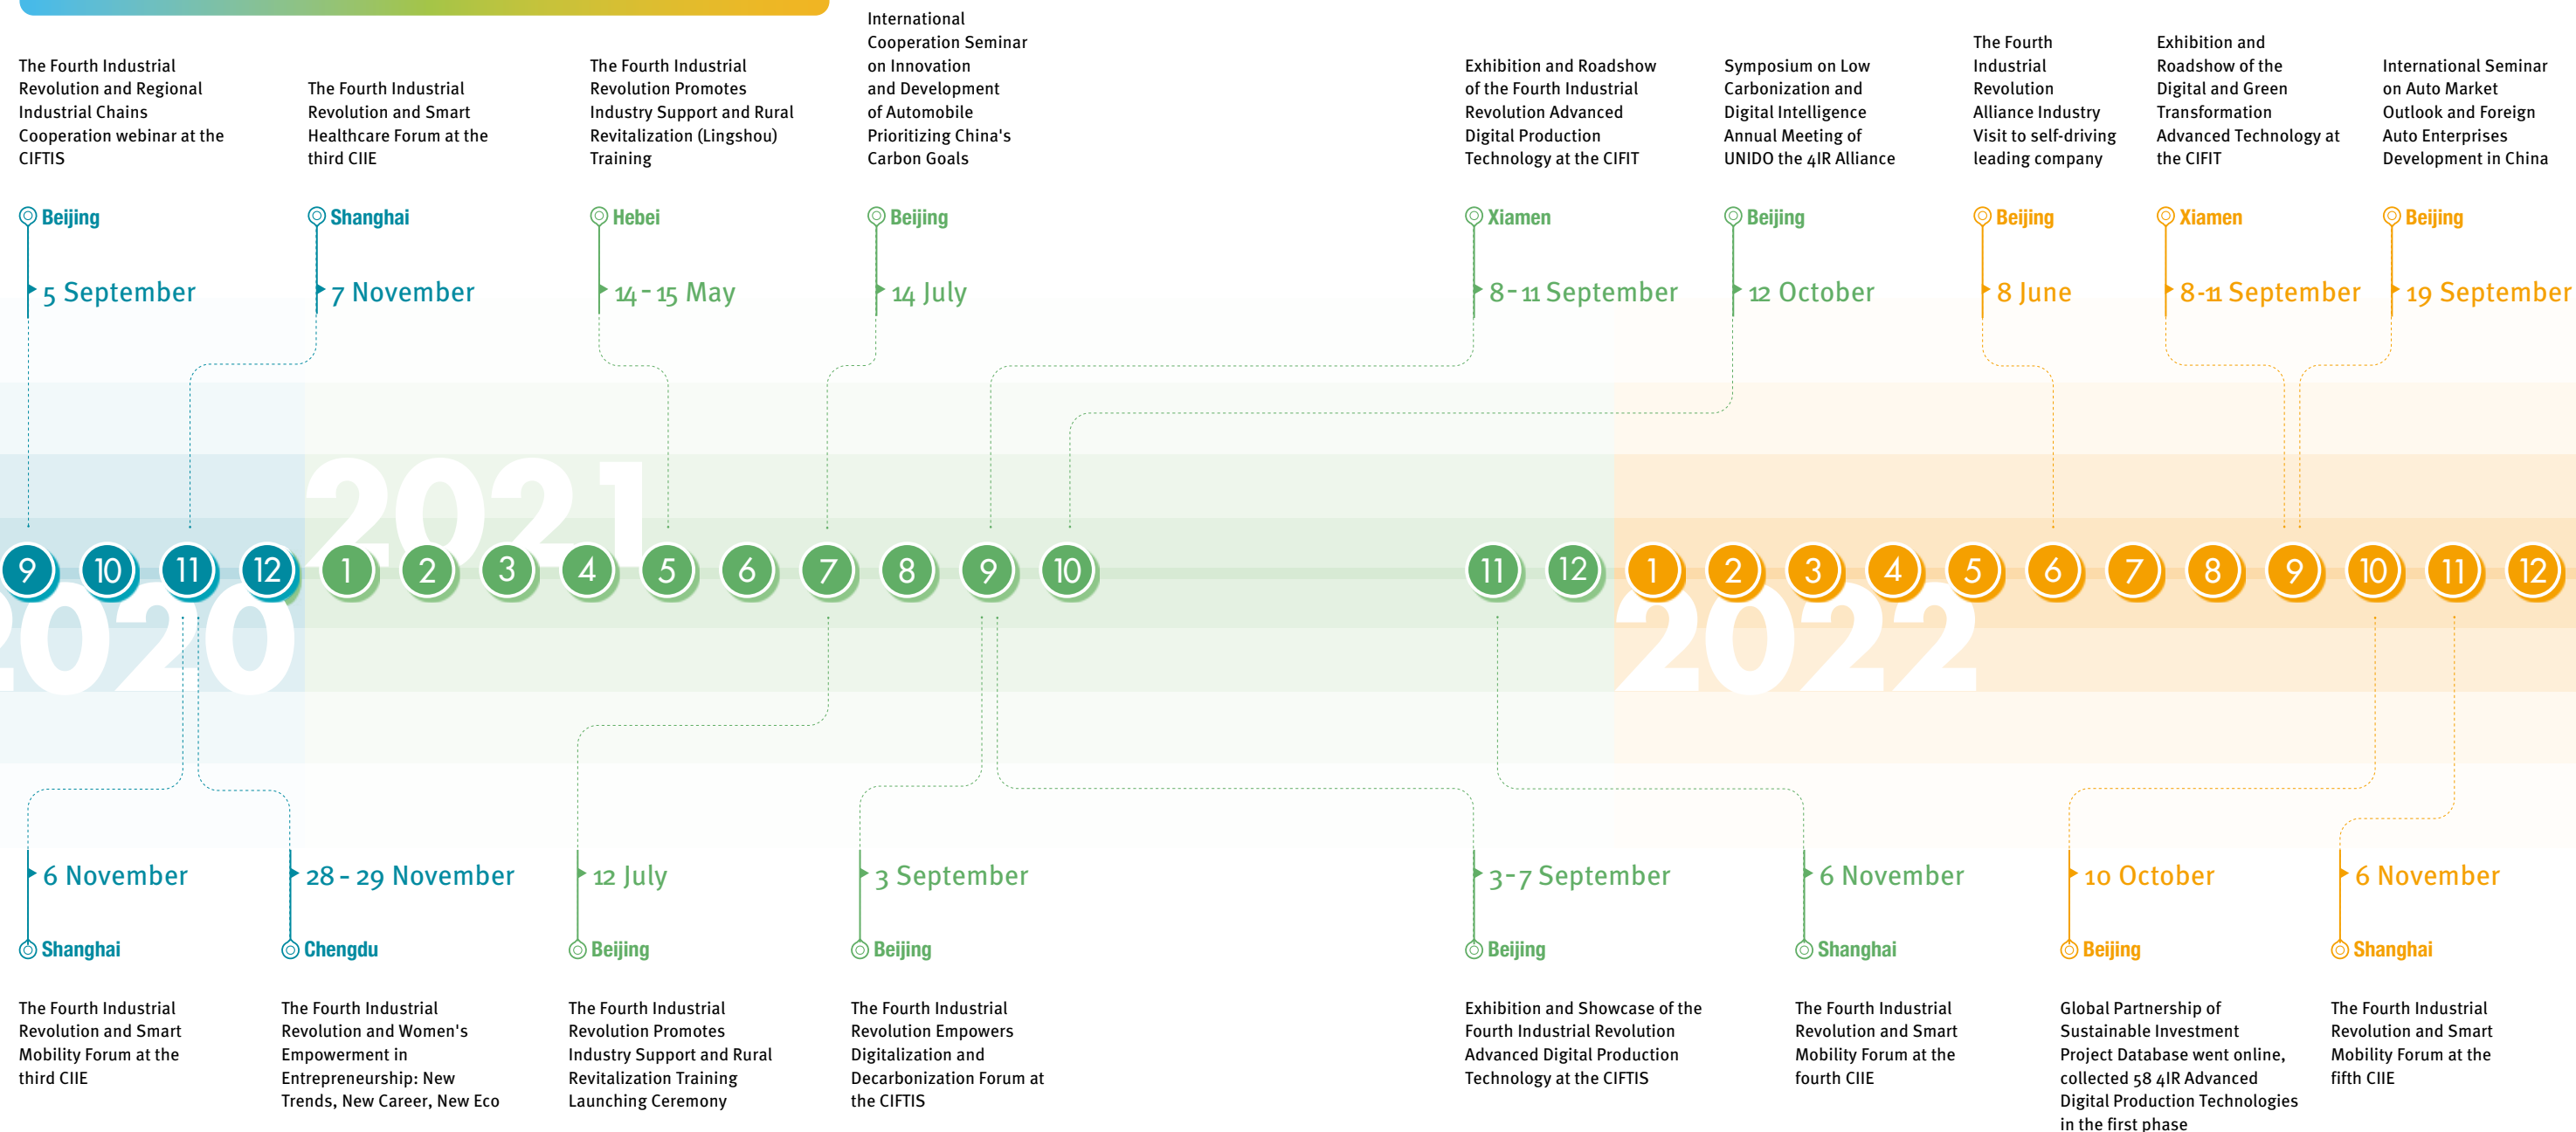 The Fourth Industrial
Revolution and Regional
Industrial Chains
Cooperation webinar at the
CIFTIS
Beijing
5 September
The Fourth Industrial
Revolution and Smart
Healthcare Forum at the
third CIIE
Shanghai
7 November
The Fourth Industrial
Revolution Promotes
Industry Support and Rural
Revitalization (Lingshou)
Training
Hebei
14 - 15 May
International
Cooperation Seminar
on Innovation
and Development
of Automobile
Prioritizing China's
Carbon Goals
Beijing
14 July
Exhibition and Roadshow
of the Fourth Industrial
Revolution Advanced
Digital Production
Technology at the CIFIT
Xiamen
8 - 11 September
Symposium on Low
Carbonization and
Digital Intelligence
Annual Meeting of
UNIDO the 4IR Alliance
Beijing
12 October
The Fourth
Industrial
Revolution
Alliance Industry
Visit to self-driving
leading company
Beijing
8 June
Exhibition and
Roadshow of the
Digital and Green
Transformation
Advanced Technology at
the CIFIT
Xiamen
8-11 September
International Seminar
on Auto Market
Outlook and Foreign
Auto Enterprises
Development in China
Beijing
19 September
2021
9 10 11 12 1 2 3 4 5 6 7 8 9 10 11 12 1 2 3 4 5 6 7 8 9 10 11 12
2020
2022
6 November
Shanghai
The Fourth Industrial
Revolution and Smart
Mobility Forum at the
third CIIE
28 - 29 November
Chengdu
The Fourth Industrial
Revolution and Women's
Empowerment in
Entrepreneurship: New
Trends, New Career, New Eco
12 July
Beijing
The Fourth Industrial
Revolution Promotes
Industry Support and Rural
Revitalization Training
Launching Ceremony
3 September
Beijing
The Fourth Industrial
Revolution Empowers
Digitalization and
Decarbonization Forum at
the CIFTIS
3-7 September
Beijing
Exhibition and Showcase of the
Fourth Industrial Revolution
Advanced Digital Production
Technology at the CIFTIS
6 November
Shanghai
The Fourth Industrial
Revolution and Smart
Mobility Forum at the
fourth CIIE
10 October
Beijing
Global Partnership of
Sustainable Investment
Project Database went online,
collected 58 4IR Advanced
Digital Production Technologies
in the first phase
6 November
Shanghai
The Fourth Industrial
Revolution and Smart
Mobility Forum at the
fifth CIIE